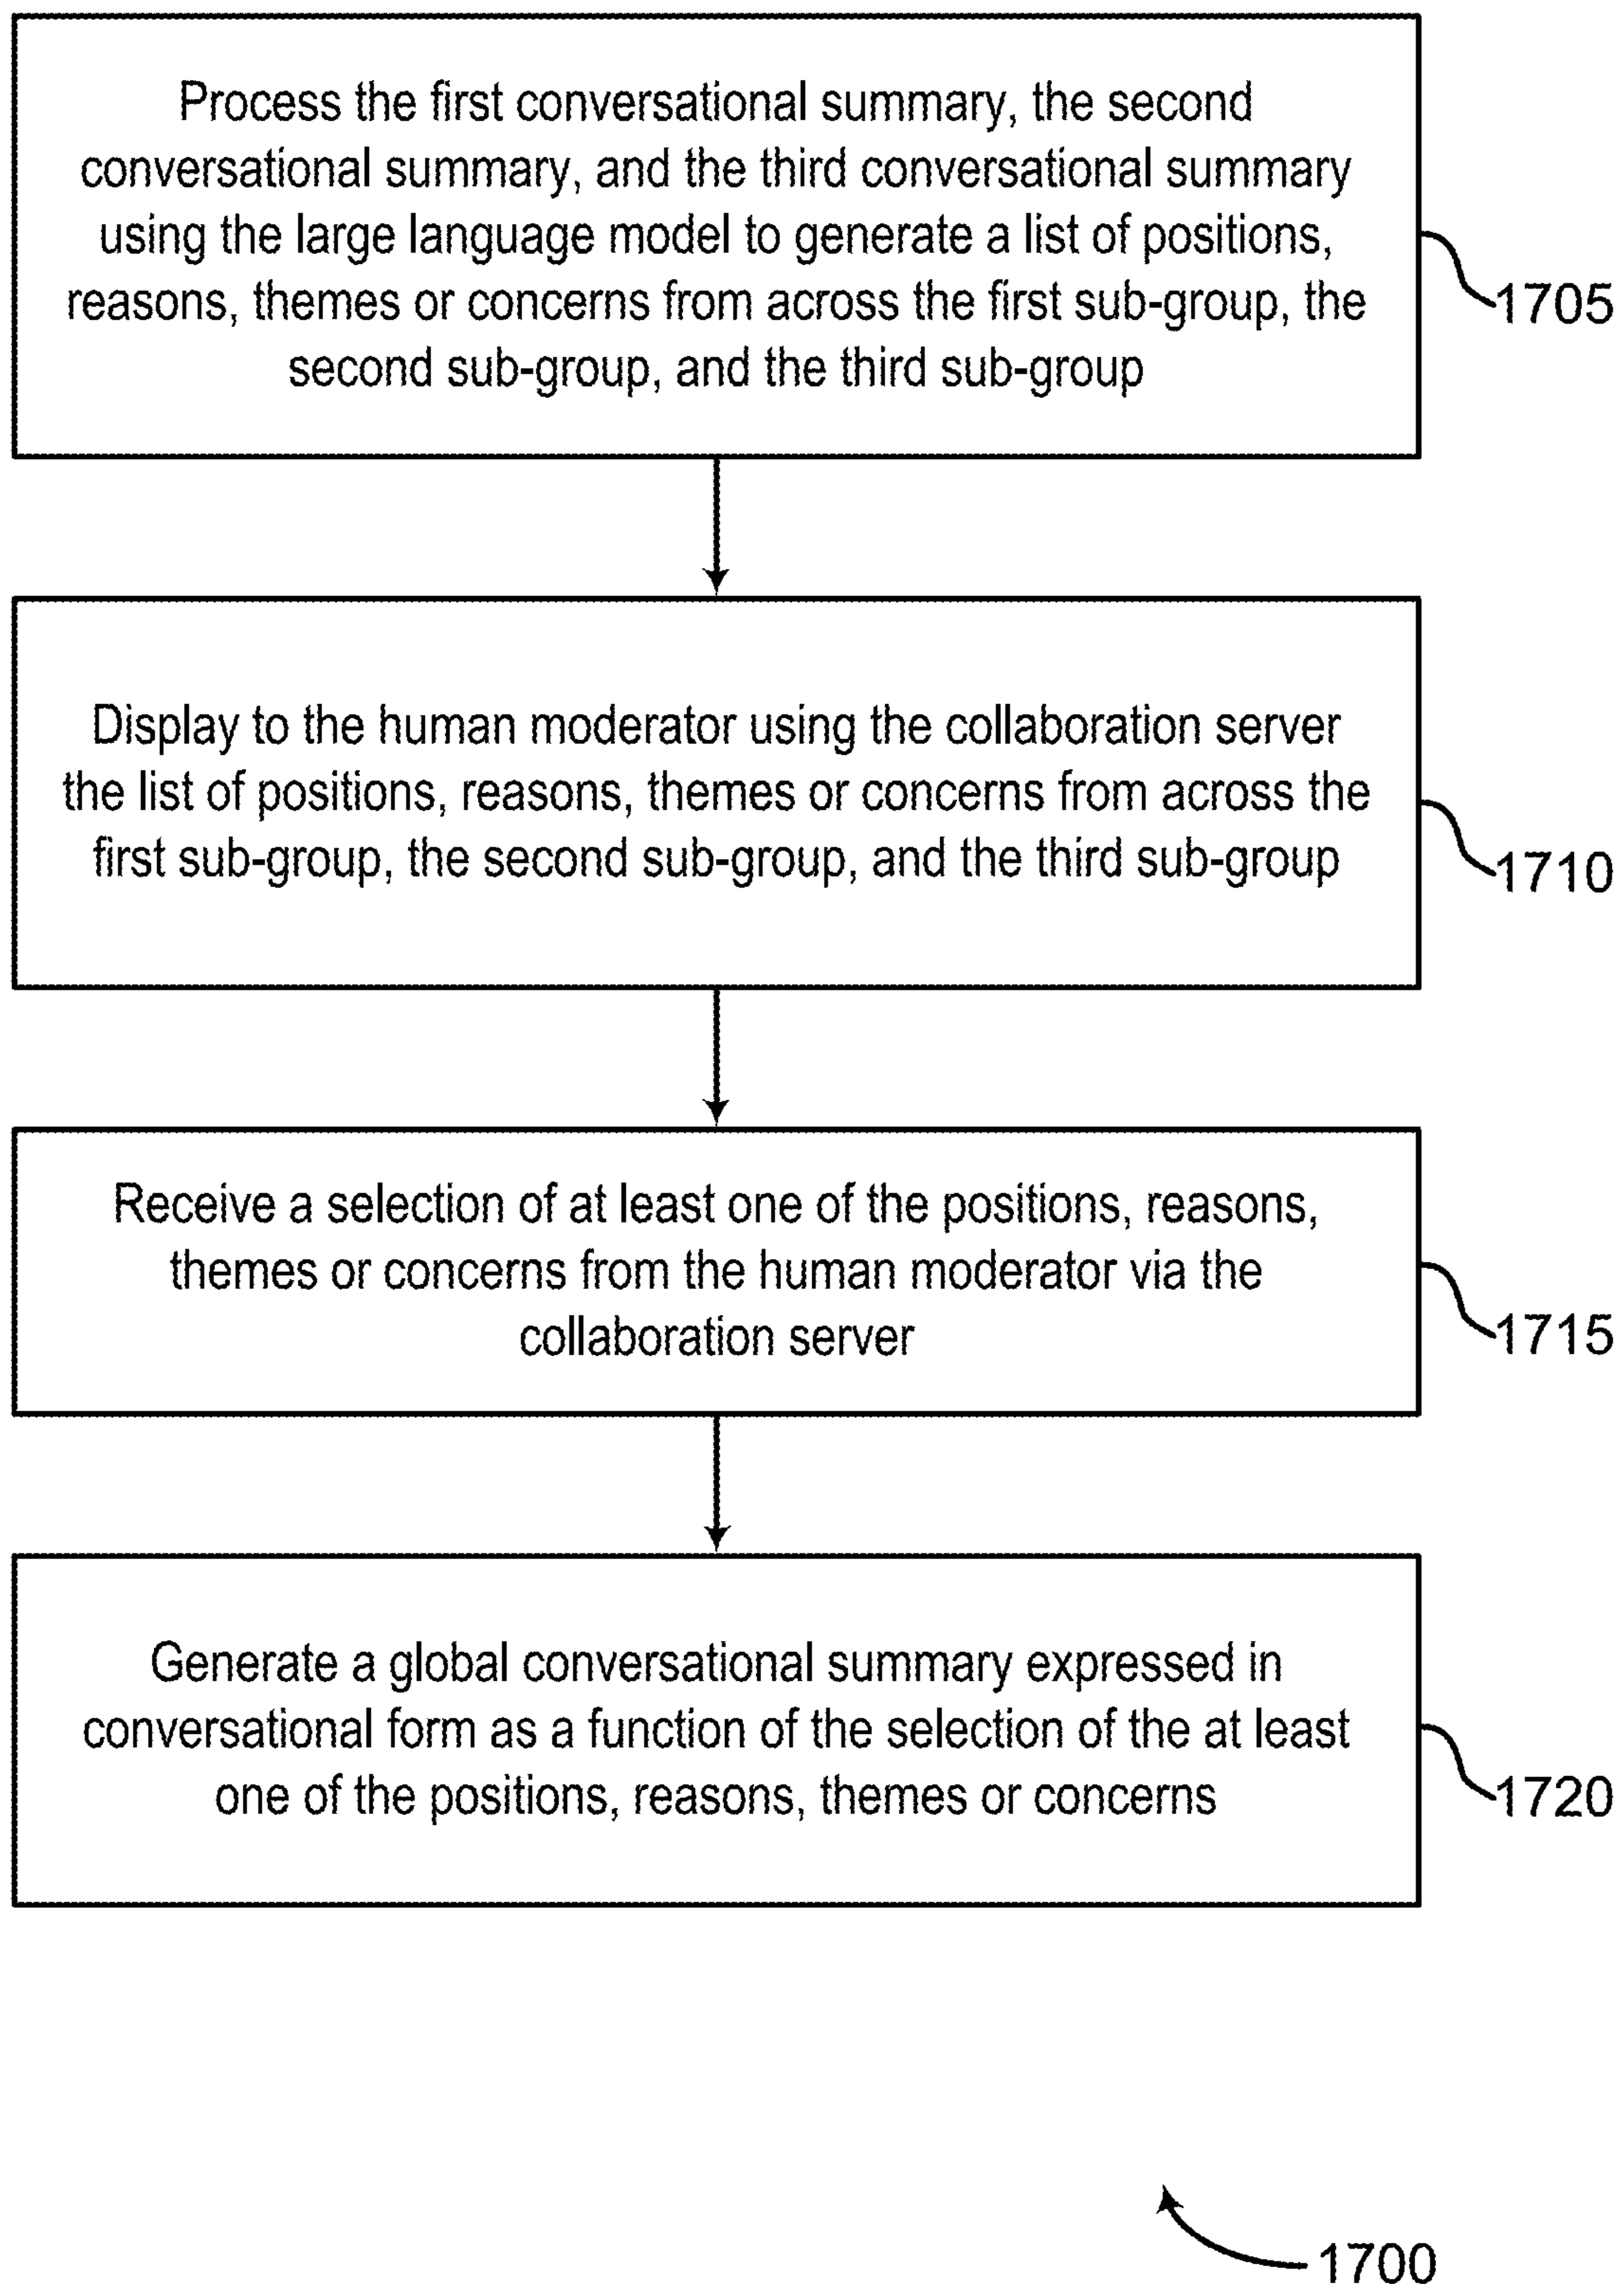 Process the first conversational summary, the second
conversational summary, and the third conversational summary
using the large language model to generate a list of positions,
reasons, themes or concerns from across the first sub-group, the
second sub-group, and the third sub-group
1705
Display to the human moderator using the collaboration server
the list of positions, reasons, themes or concerns from across the
first sub-group, the second sub-group, and the third sub-group
1710
Receive a selection of at least one of the positions, reasons,
themes or concerns from the human moderator via the
collaboration server
1715
Generate a global conversational summary expressed in
conversational form as a function of the selection of the at least
one of the positions, reasons, themes or concerns
1720
1700